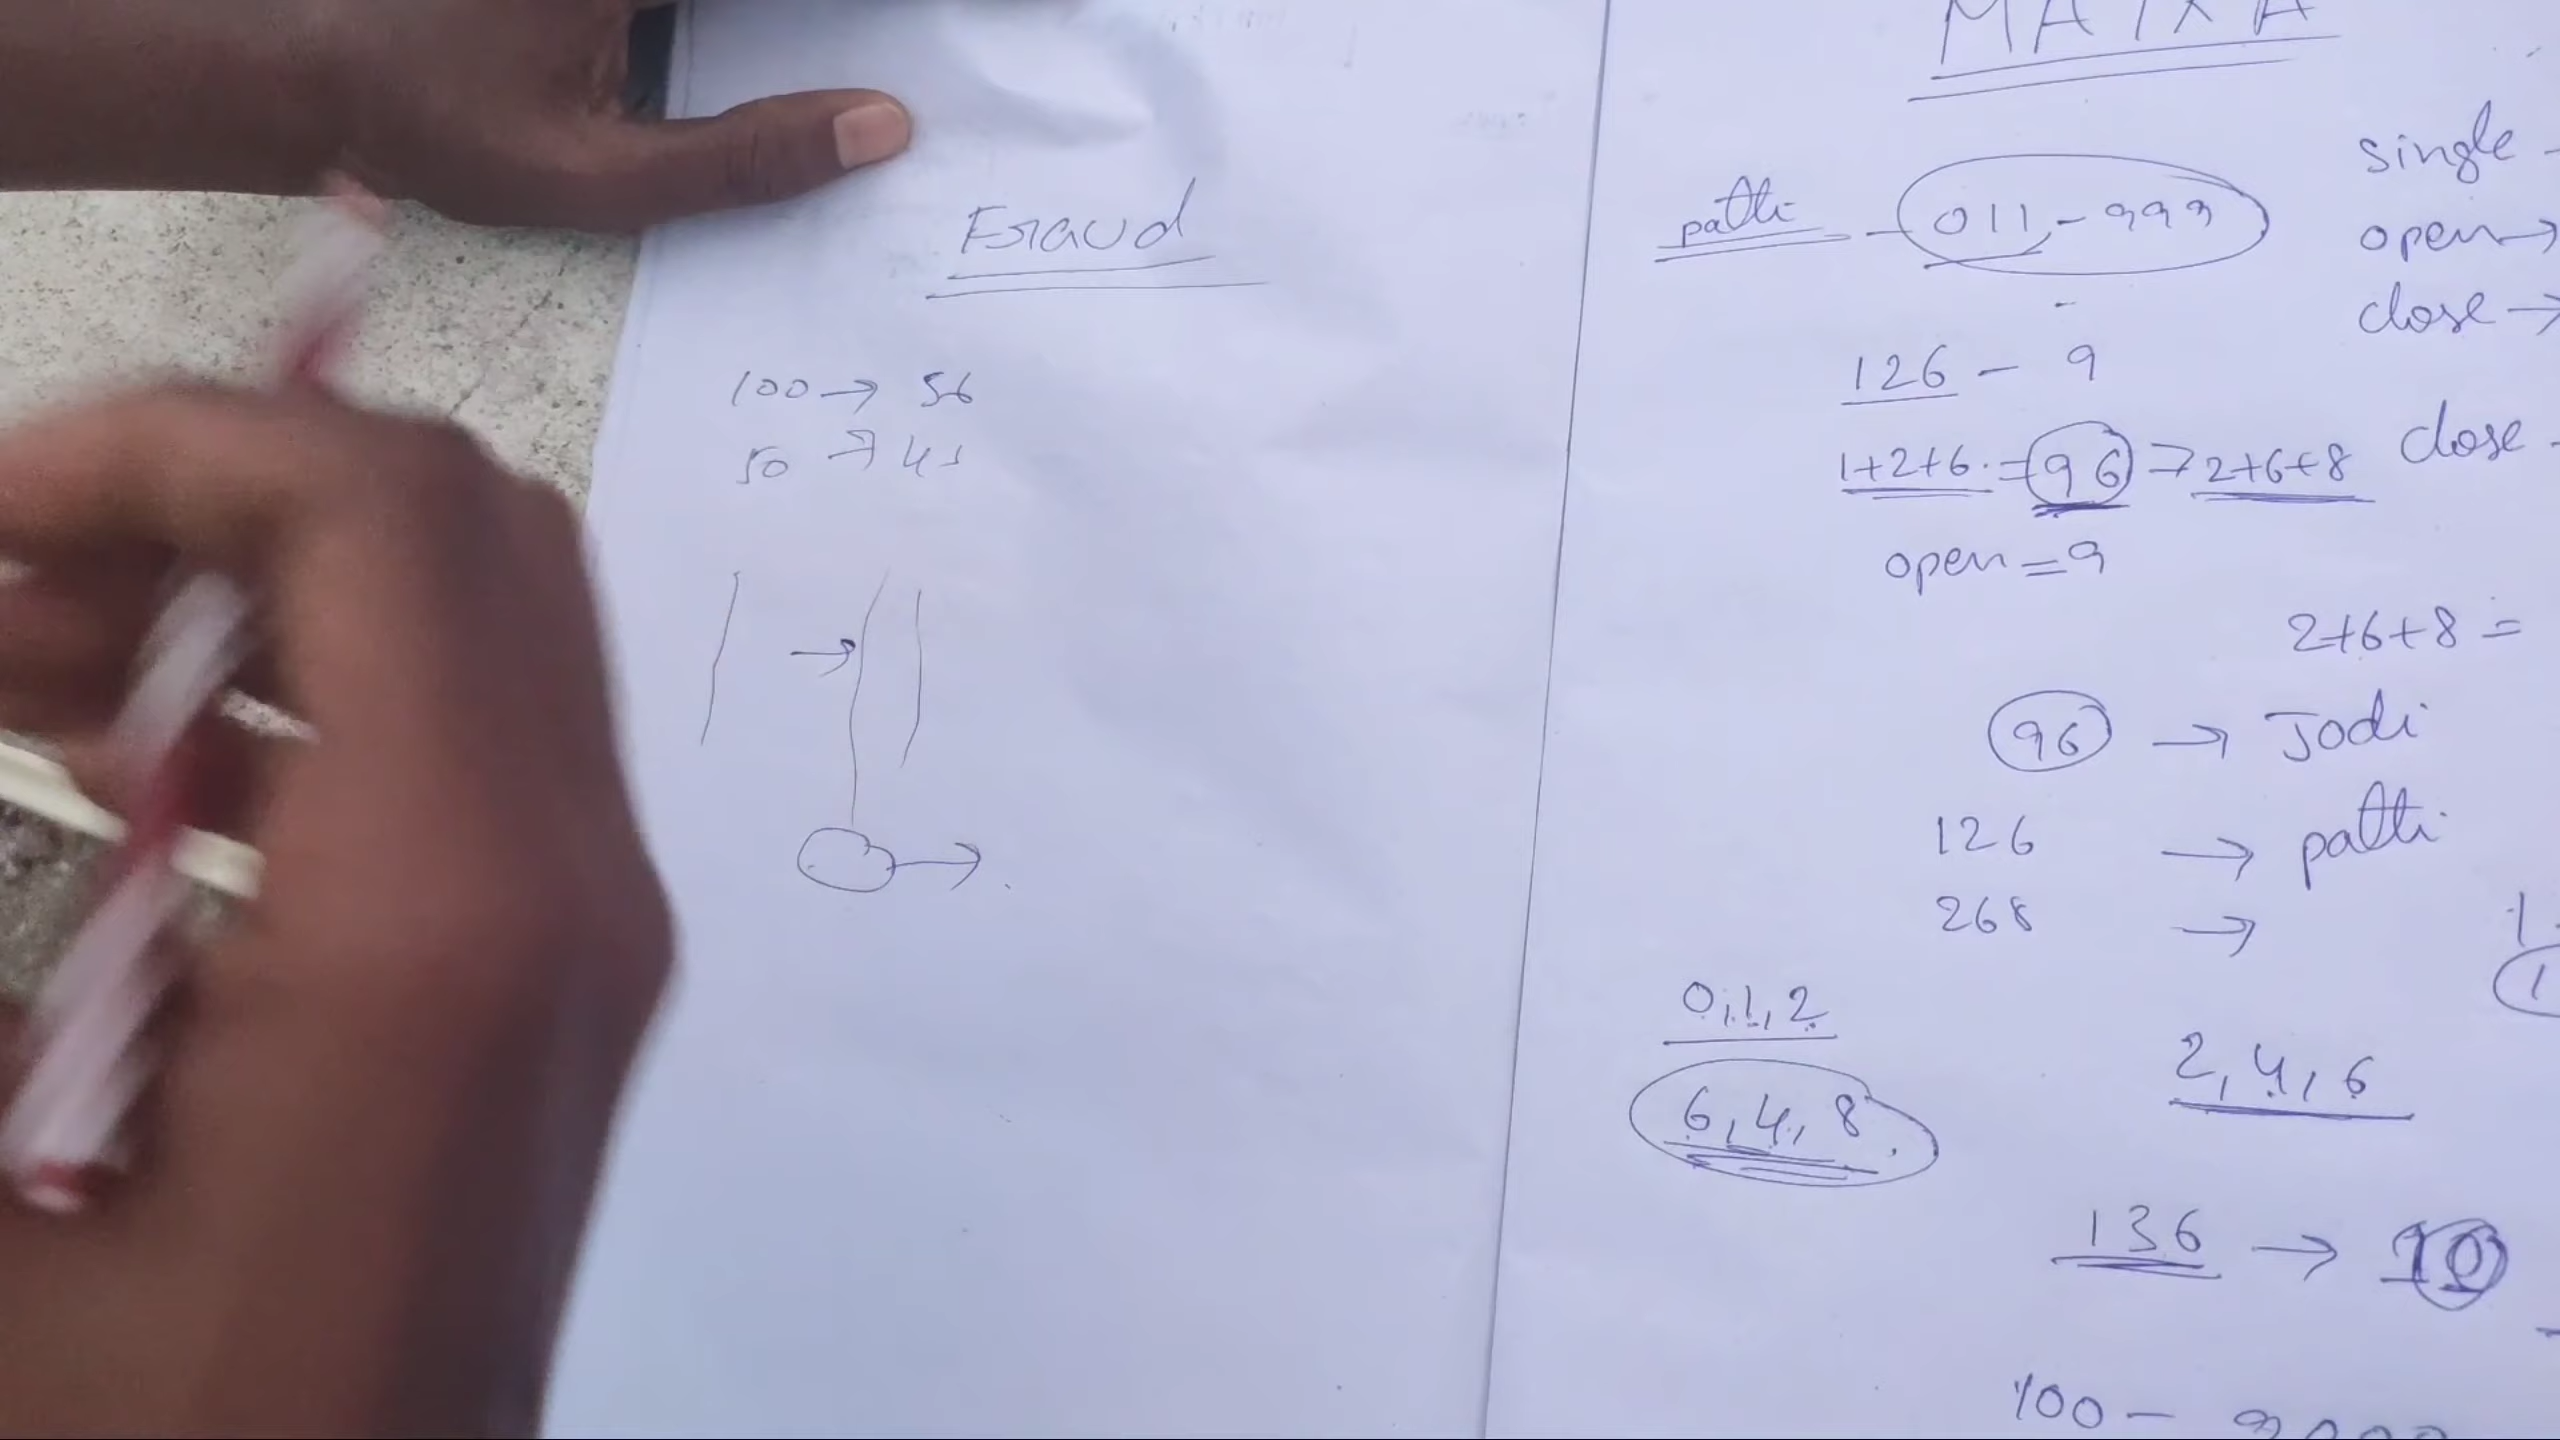 Fraud
100 → 56
50 → 45
MATKA
patti - 011 - 999
single -
open →
close →
126 - 9
1+2+6 = 96 => 2+6+8
close -
open = 9
2+6+8 =
96 → Jodi
126 → patti
268 →
0,1,2
6,4,8
2,4,6
136 → 10
100 -